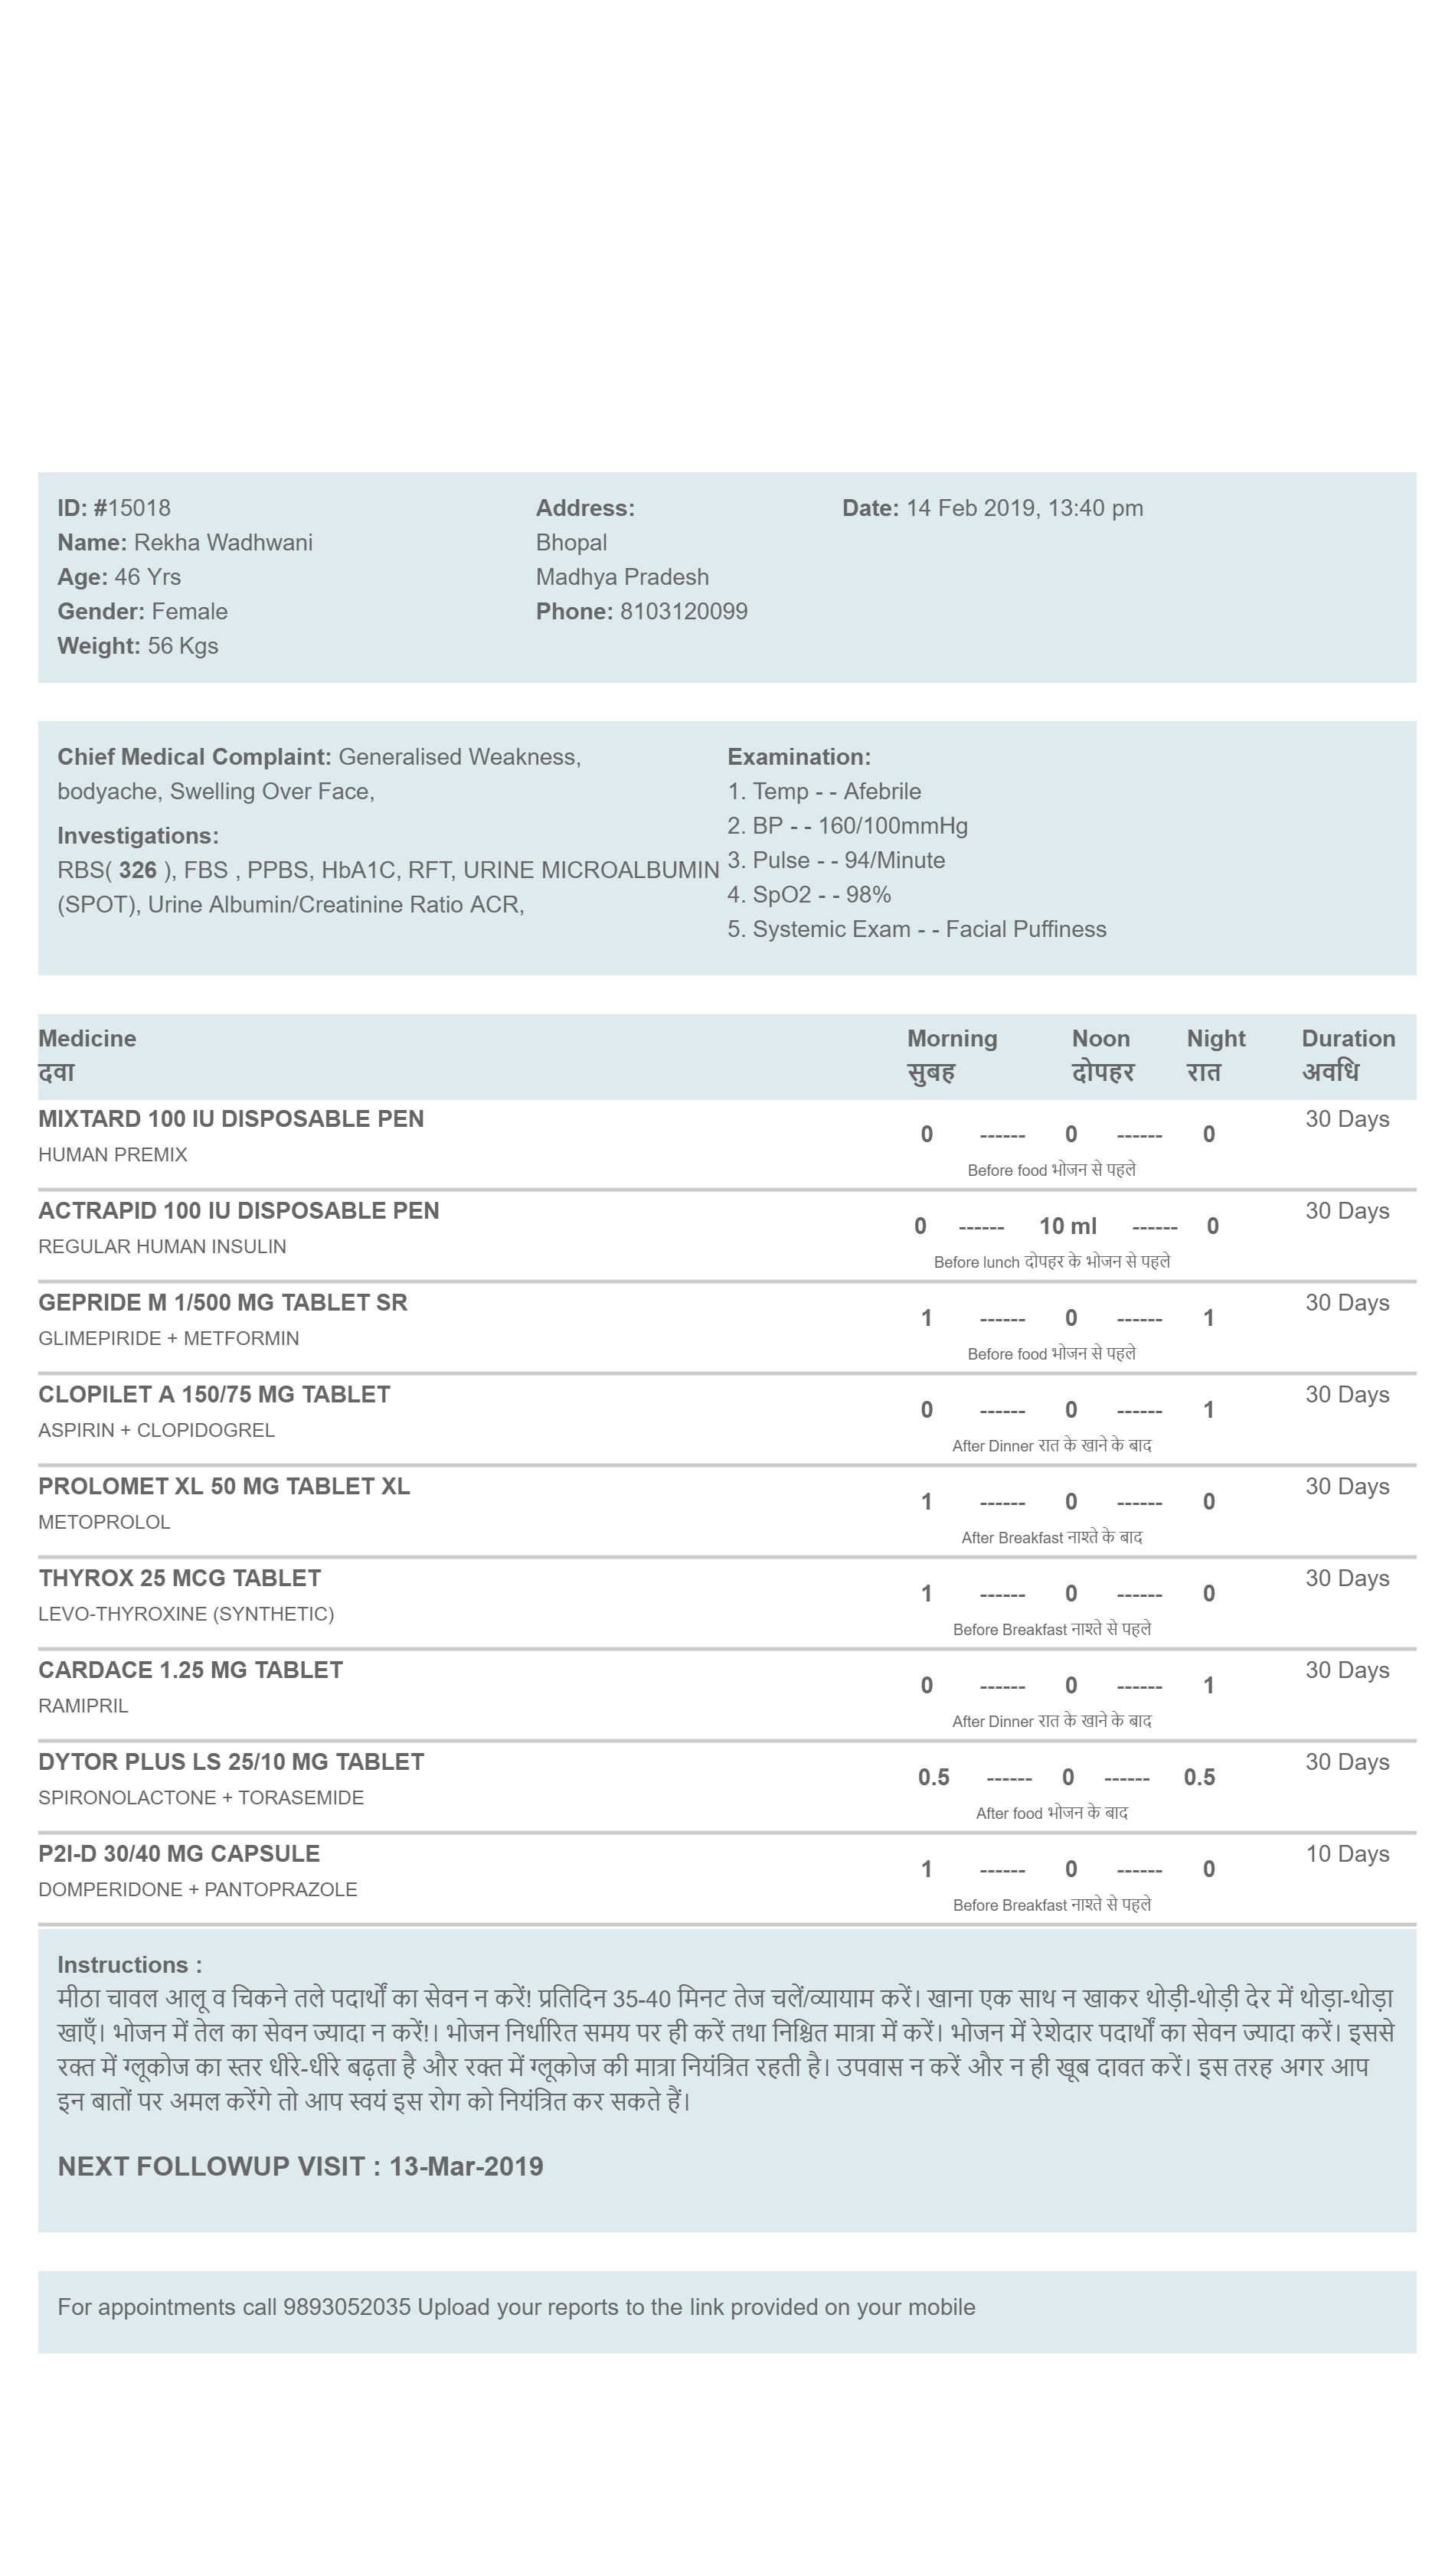 ID: #15018
Name: Rekha Wadhwani
Age: 46 Yrs
Gender: Female
Weight: 56 Kgs
Address:
Bhopal
Madhya Pradesh
Phone: 8103120099
Date: 14 Feb 2019, 13:40 pm
Chief Medical Complaint: Generalised Weakness,
bodyache, Swelling Over Face,
Investigations:
RBS( 326 ), FBS , PPBS, HbA1C, RFT, URINE MICROALBUMIN
(SPOT), Urine Albumin/Creatinine Ratio ACR,
Examination:
1. Temp - - Afebrile
2. BP - - 160/100mmHg
3. Pulse - - 94/Minute
4. SpO2 - - 98%
5. Systemic Exam - - Facial Puffiness
Medicine Morning Noon Night Duration
दवा सुबह दोपहर रात अवधि
MIXTARD 100 IU DISPOSABLE PEN 0 ------ 0 ------ 0 30 Days
HUMAN PREMIX Before food भोजन से पहले
ACTRAPID 100 IU DISPOSABLE PEN 0 ------ 10 ml ------ 0 30 Days
REGULAR HUMAN INSULIN Before lunch दोपहर के भोजन से पहले
GEPRIDE M 1/500 MG TABLET SR 1 ------ 0 ------ 1 30 Days
GLIMEPIRIDE + METFORMIN Before food भोजन से पहले
CLOPILET A 150/75 MG TABLET 0 ------ 0 ------ 1 30 Days
ASPIRIN + CLOPIDOGREL After Dinner रात के खाने के बाद
PROLOMET XL 50 MG TABLET XL 1 ------ 0 ------ 0 30 Days
METOPROLOL After Breakfast नाश्ते के बाद
THYROX 25 MCG TABLET 1 ------ 0 ------ 0 30 Days
LEVO-THYROXINE (SYNTHETIC) Before Breakfast नाश्ते से पहले
CARDACE 1.25 MG TABLET 0 ------ 0 ------ 1 30 Days
RAMIPRIL After Dinner रात के खाने के बाद
DYTOR PLUS LS 25/10 MG TABLET 0.5 ------ 0 ------ 0.5 30 Days
SPIRONOLACTONE + TORASEMIDE After food भोजन के बाद
P2I-D 30/40 MG CAPSULE 1 ------ 0 ------ 0 10 Days
DOMPERIDONE + PANTOPRAZOLE Before Breakfast नाश्ते से पहले
Instructions :
मीठा चावल आलू व चिकने तले पदार्थों का सेवन न करें! प्रतिदिन 35-40 मिनट तेज चलें/व्यायाम करें। खाना एक साथ न खाकर थोड़ी-थोड़ी देर में थोड़ा-थोड़ा
खाएँ। भोजन में तेल का सेवन ज्यादा न करें!। भोजन निर्धारित समय पर ही करें तथा निश्चित मात्रा में करें। भोजन में रेशेदार पदार्थों का सेवन ज्यादा करें। इससे
रक्त में ग्लूकोज का स्तर धीरे-धीरे बढ़ता है और रक्त में ग्लूकोज की मात्रा नियंत्रित रहती है। उपवास न करें और न ही खूब दावत करें। इस तरह अगर आप
इन बातों पर अमल करेंगे तो आप स्वयं इस रोग को नियंत्रित कर सकते हैं।
NEXT FOLLOWUP VISIT : 13-Mar-2019
For appointments call 9893052035 Upload your reports to the link provided on your mobile